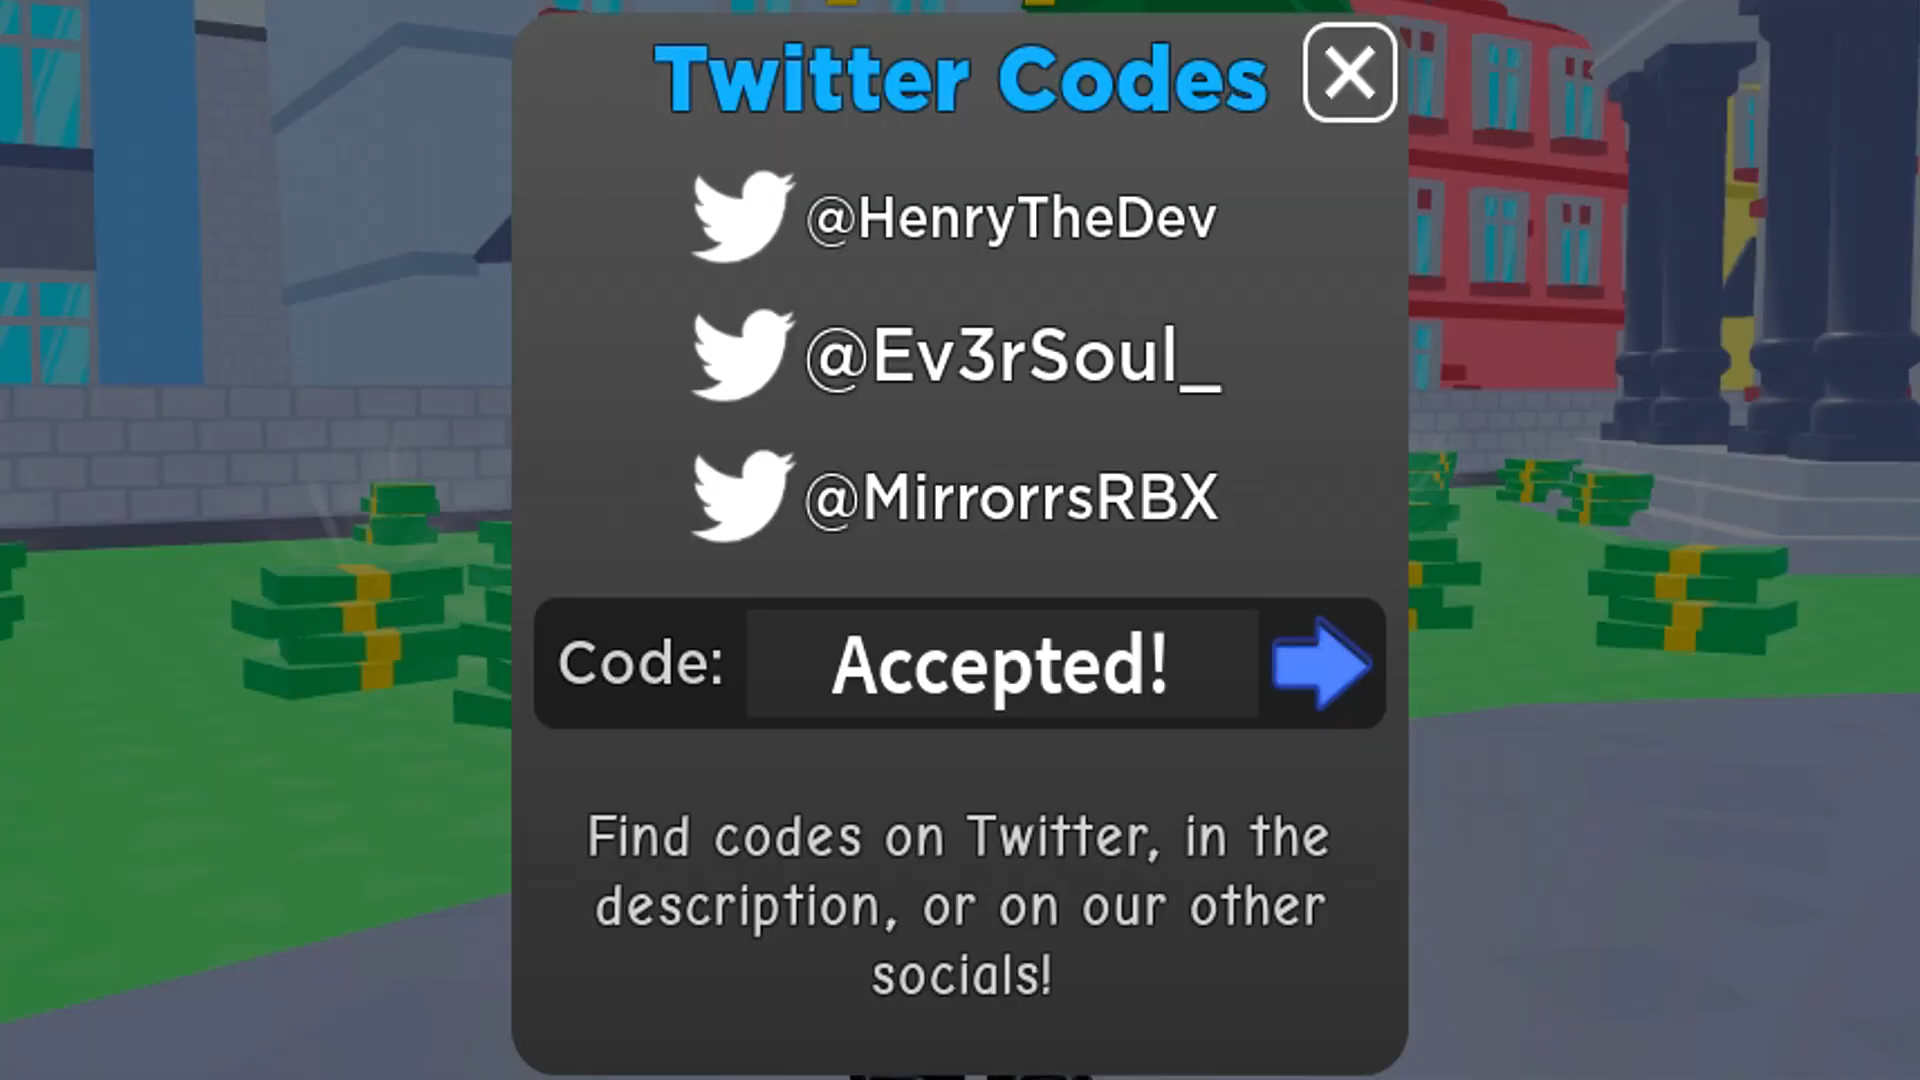 Twitter Codes
@HenryTheDev
@Ev3rSoul_
@MirrorrsRBX
Code: Accepted!
Find codes on Twitter, in the
description, or on our other
socials!